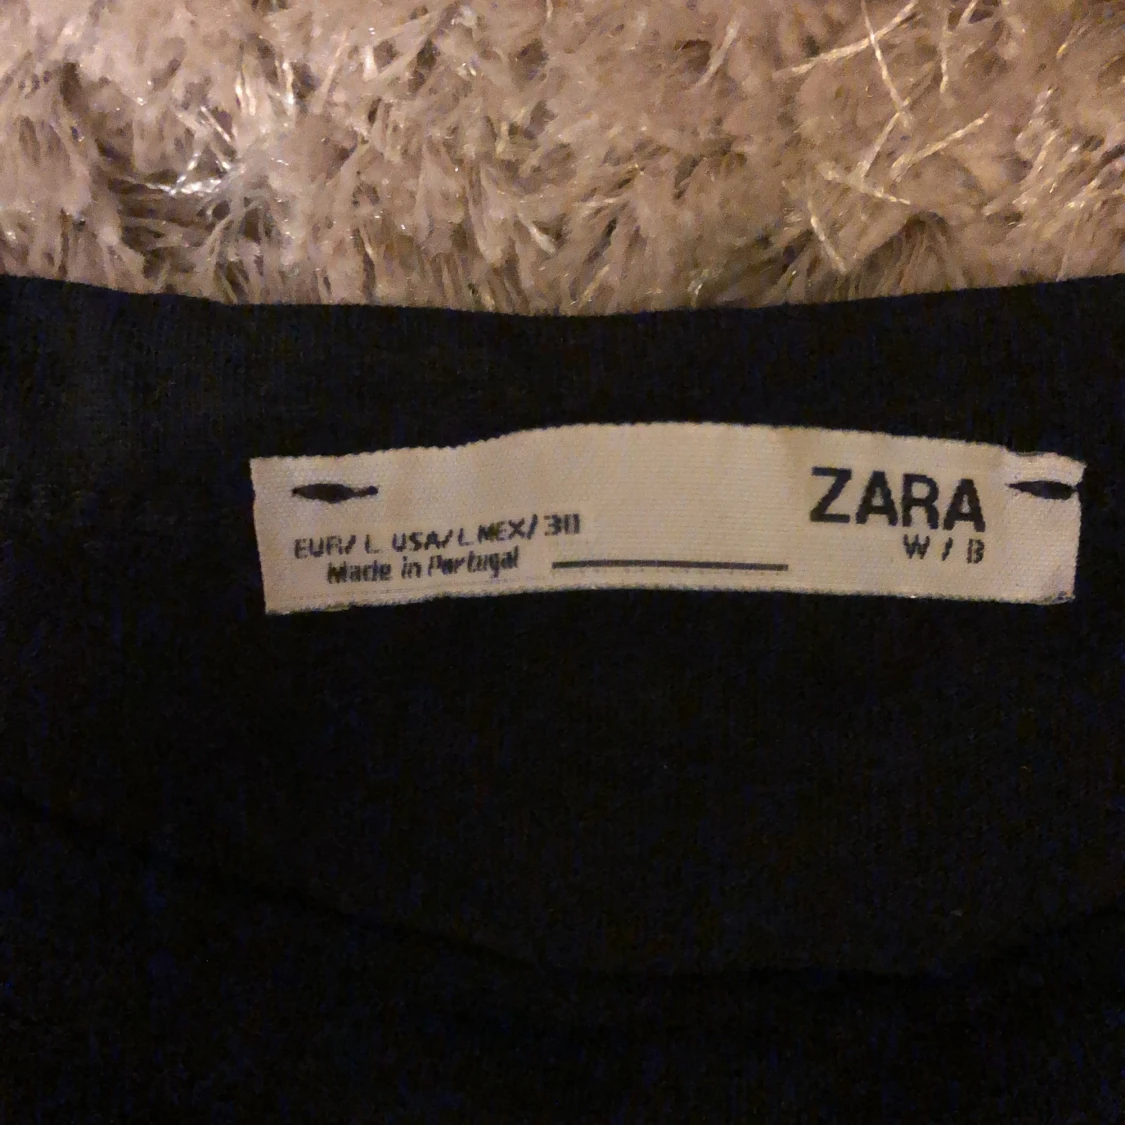 ZARA
W / B
EUR/ L USA/ L MEX/ 30
Made in Portugal